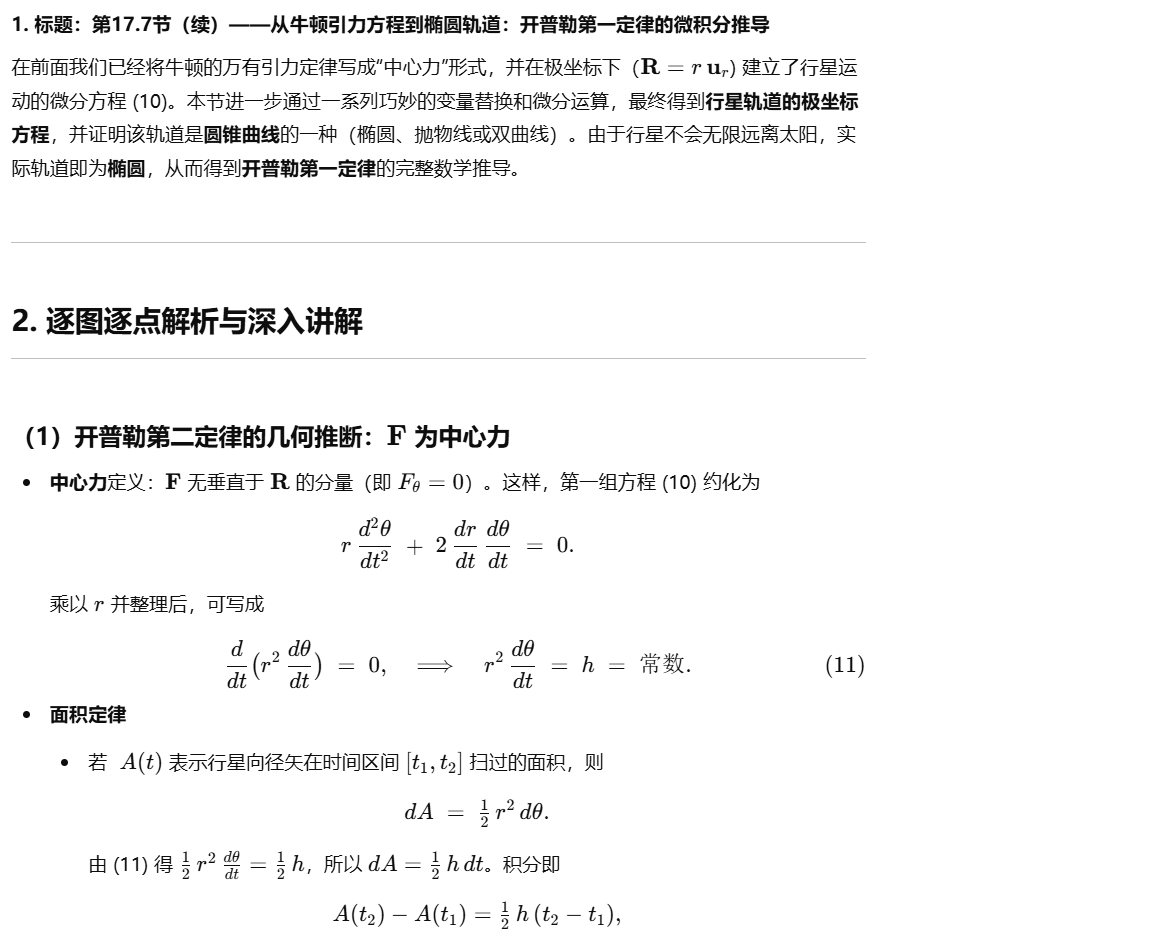 1. 标题：第17.7节（续）——从牛顿引力方程到椭圆轨道：开普勒第一定律的微积分推导
在前面我们已经将牛顿的万有引力定律写成“中心力”形式，并在极坐标下（R = r u_r) 建立了行星运
动的微分方程 (10)。本节进一步通过一系列巧妙的变量替换和微分运算，最终得到行星轨道的极坐标
方程，并证明该轨道是圆锥曲线的一种（椭圆、抛物线或双曲线）。由于行星不会无限远离太阳，实
际轨道即为椭圆，从而得到开普勒第一定律的完整数学推导。
2. 逐图逐点解析与深入讲解
（1）开普勒第二定律的几何推断：F 为中心力
• 中心力定义：F 无垂直于 R 的分量（即 F_θ = 0）。这样，第一组方程 (10) 约化为
r d²θ/dt² + 2 dr/dt dθ/dt = 0.
乘以 r 并整理后，可写成
d/dt (r² dθ/dt) = 0, ⟹ r² dθ/dt = h = 常数. (11)
• 面积定律
• 若 A(t) 表示行星向径矢在时间区间 [t₁, t₂] 扫过的面积，则
dA = ½ r² dθ.
由 (11) 得 ½ r² dθ/dt = ½ h，所以 dA = ½ h dt。积分即
A(t₂) − A(t₁) = ½ h (t₂ − t₁),